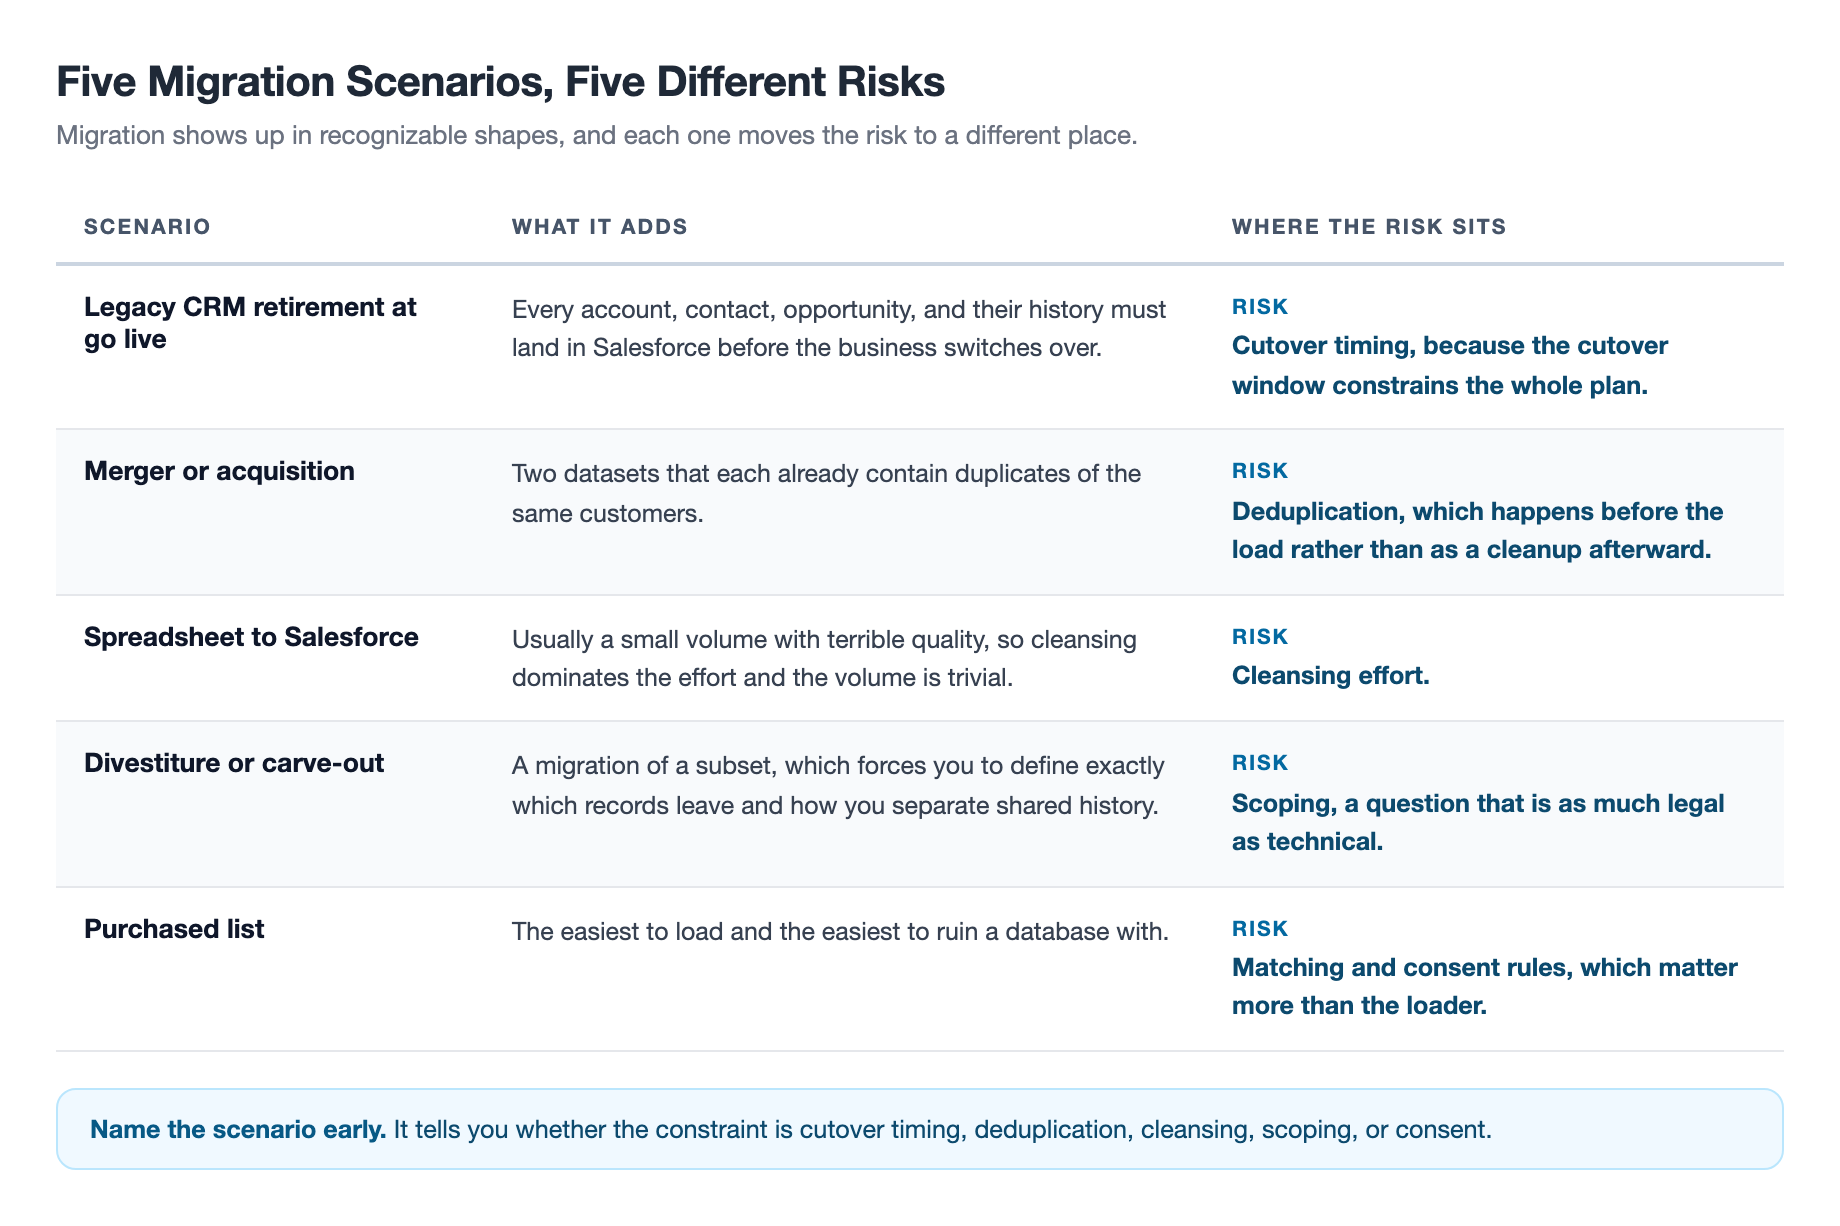 Five Migration Scenarios, Five Different Risks
Migration shows up in recognizable shapes, and each one moves the risk to a different place.
SCENARIO
WHAT IT ADDS
WHERE THE RISK SITS
Legacy CRM retirement at
go live
Every account, contact, opportunity, and their history must
land in Salesforce before the business switches over.
RISK
Cutover timing, because the cutover
window constrains the whole plan.
Merger or acquisition
Two datasets that each already contain duplicates of the
same customers.
RISK
Deduplication, which happens before the
load rather than as a cleanup afterward.
Spreadsheet to Salesforce
Usually a small volume with terrible quality, so cleansing
dominates the effort and the volume is trivial.
RISK
Cleansing effort.
Divestiture or carve-out
A migration of a subset, which forces you to define exactly
which records leave and how you separate shared history.
RISK
Scoping, a question that is as much legal
as technical.
Purchased list
The easiest to load and the easiest to ruin a database with.
RISK
Matching and consent rules, which matter
more than the loader.
Name the scenario early. It tells you whether the constraint is cutover timing, deduplication, cleansing, scoping, or consent.